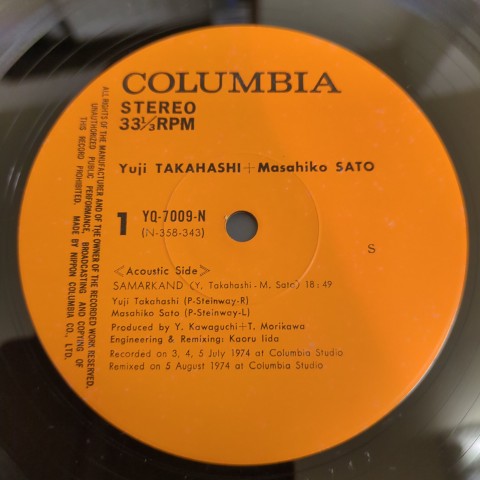 COLUMBIA
STEREO
33⅓RPM
Yuji TAKAHASHI+Masahiko SATO
1 YQ-7009-N
(N-358-343)
S
≪Acoustic Side≫
SAMARKAND (Y. Takahashi-M. Sato) 18:49
Yuji Takahashi (P-Steinway-R)
Masahiko Sato (P-Steinway-L)
Produced by Y. Kawaguchi+T. Morikawa
Engineering & Remixing: Kaoru Iida
Recorded on 3, 4, 5 July 1974 at Columbia Studio
Remixed on 5 August 1974 at Columbia Studio
ALL RIGHTS OF THE MANUFACTURER AND OF THE OWNER OF THE RECORDED WORK RESERVED.
UNAUTHORIZED PUBLIC PERFORMANCE, BROADCASTING AND COPYING OF
THIS RECORD PROHIBITED. MADE BY NIPPON COLUMBIA CO., LTD.